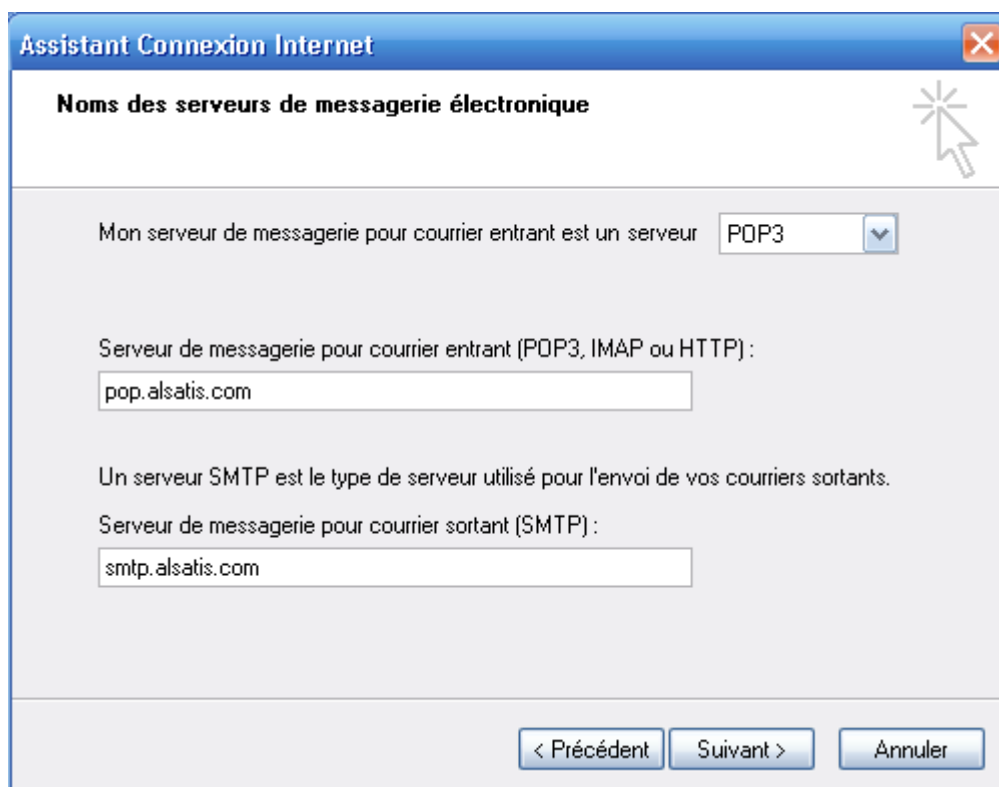 Assistant Connexion Internet
Noms des serveurs de messagerie électronique
Mon serveur de messagerie pour courrier entrant est un serveur POP3
Serveur de messagerie pour courrier entrant (POP3, IMAP ou HTTP) :
pop.alsatis.com
Un serveur SMTP est le type de serveur utilisé pour l'envoi de vos courriers sortants.
Serveur de messagerie pour courrier sortant (SMTP) :
smtp.alsatis.com
< Précédent Suivant > Annuler